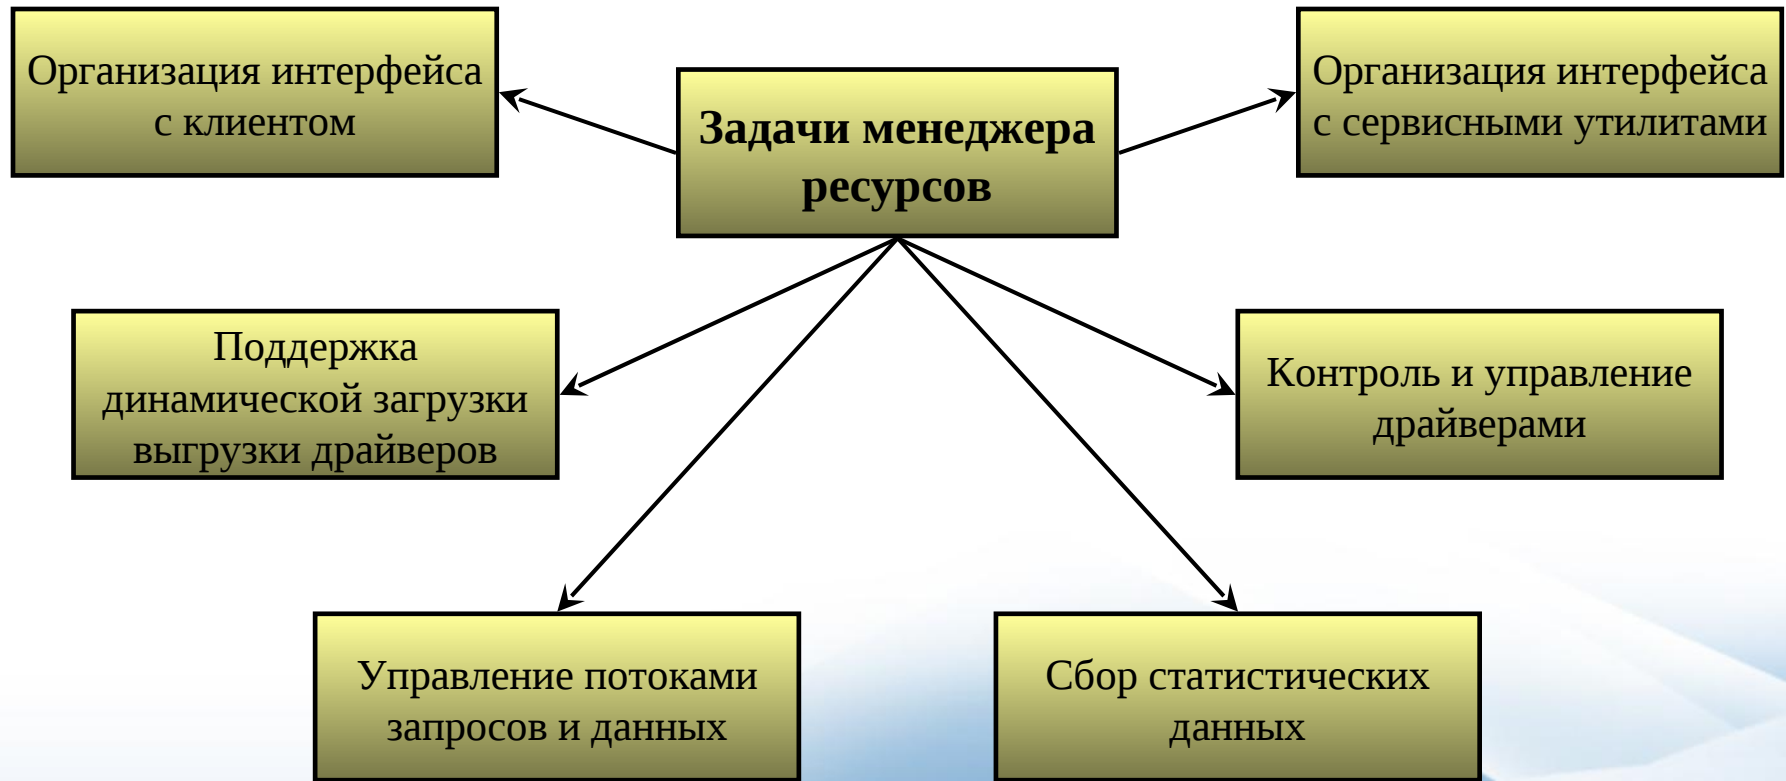 Организация интерфейса
с клиентом
Задачи менеджера
ресурсов
Организация интерфейса
с сервисными утилитами
Поддержка
динамической загрузки
выгрузки драйверов
Контроль и управление
драйверами
Управление потоками
запросов и данных
Сбор статистических
данных